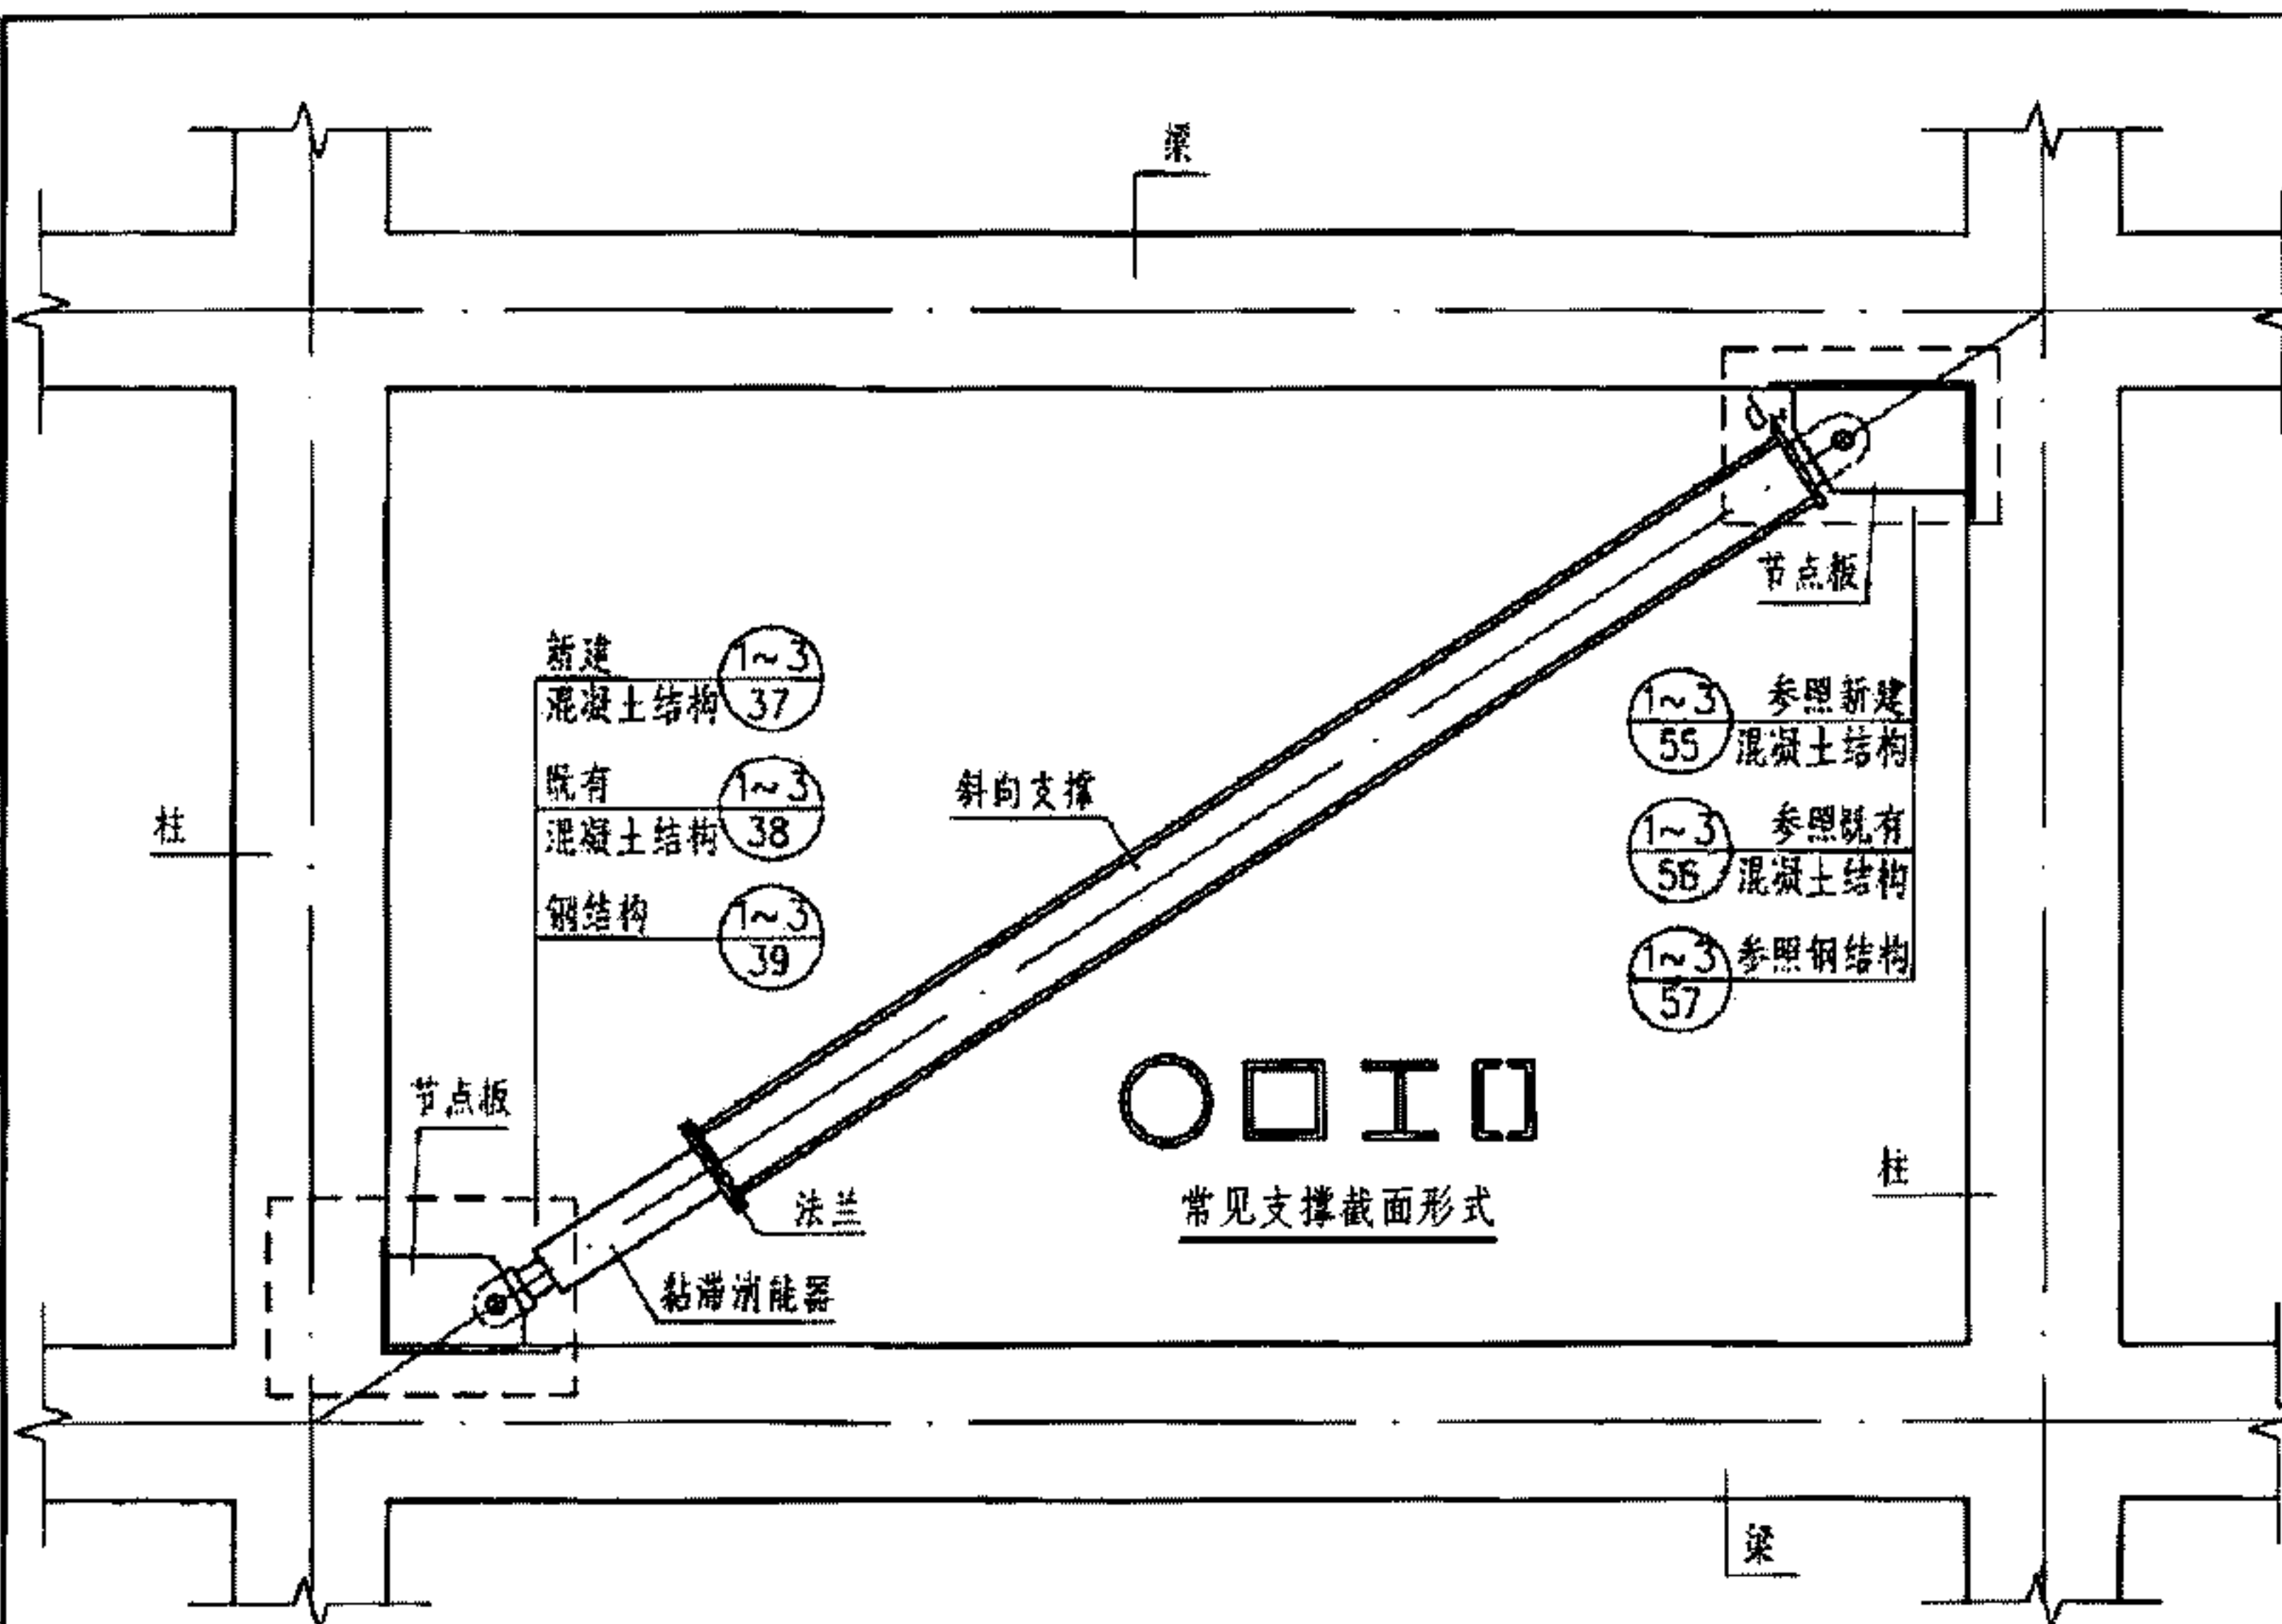 梁
节点板
新建
1~3
混凝土结构
37
既有
1~3
混凝土结构
38
钢结构
1~3
39
1~3
参照新建
55
混凝土结构
1~3
参照既有
56
混凝土结构
1~3
参照钢结构
57
斜向支撑
柱
节点板
法兰
黏滞消能器
常见支撑截面形式
柱
梁